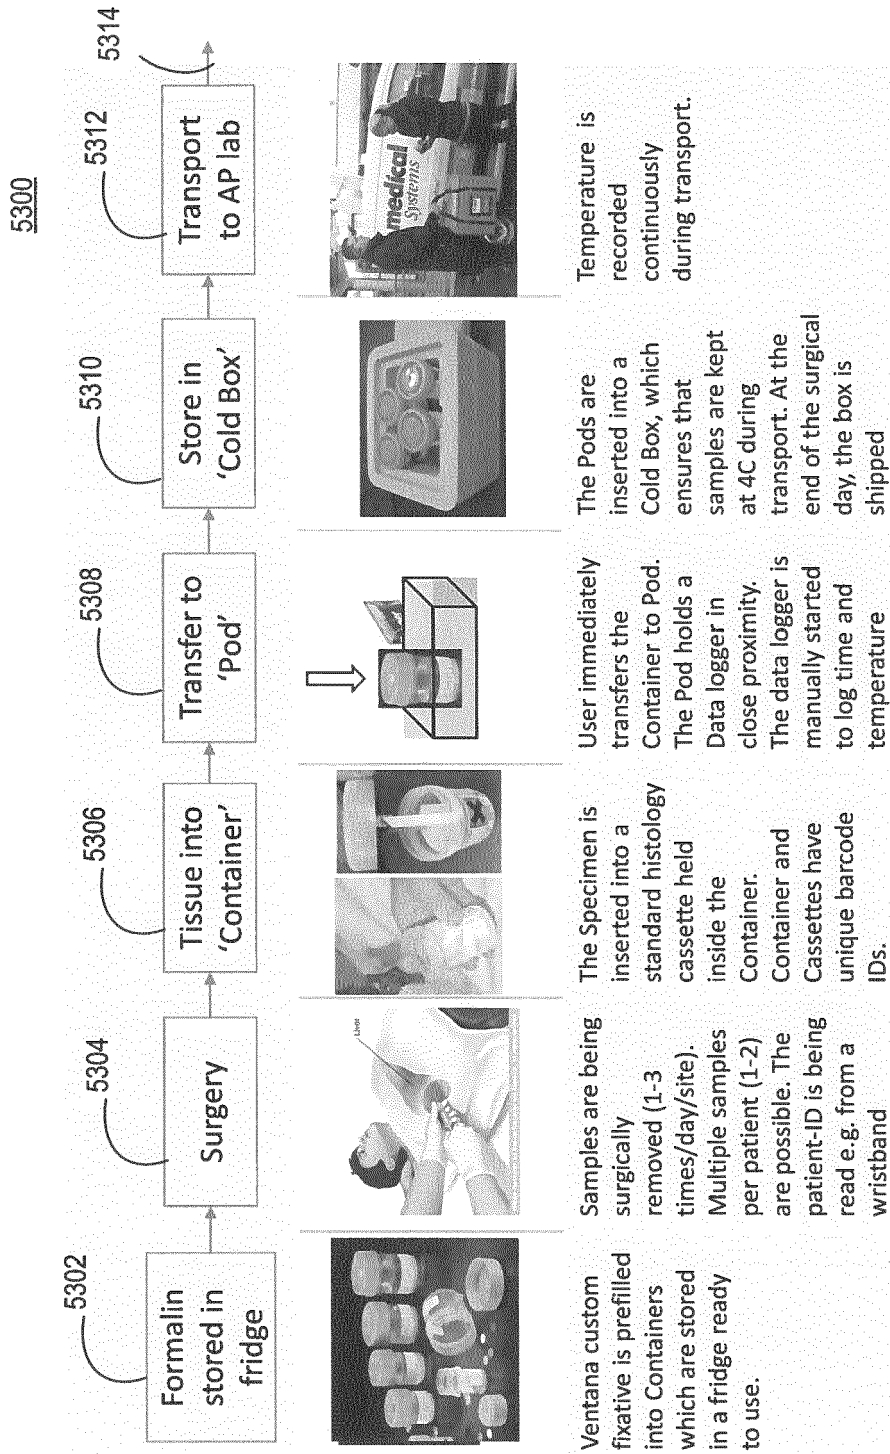 5300
5302
Formalin
stored in
fridge
5304
Surgery
5306
Tissue into
'Container'
5308
Transfer to
'Pod'
5310
Store in
'Cold Box'
5312
Transport
to AP lab
5314
Liver
medical
Systems
Ventana custom
fixative is prefilled
into Containers
which are stored
in a fridge ready
to use.
Samples are being
surgically
removed (1-3
times/day/site).
Multiple samples
per patient (1-2)
are possible. The
patient-ID is being
read e.g. from a
wristband
The Specimen is
inserted into a
standard histology
cassette held
inside the
Container.
Container and
Cassettes have
unique barcode
IDs.
User immediately
transfers the
Container to Pod.
The Pod holds a
Data logger in
close proximity.
The data logger is
manually started
to log time and
temperature
The Pods are
inserted into a
Cold Box, which
ensures that
samples are kept
at 4C during
transport. At the
end of the surgical
day, the box is
shipped
Temperature is
recorded
continuously
during transport.